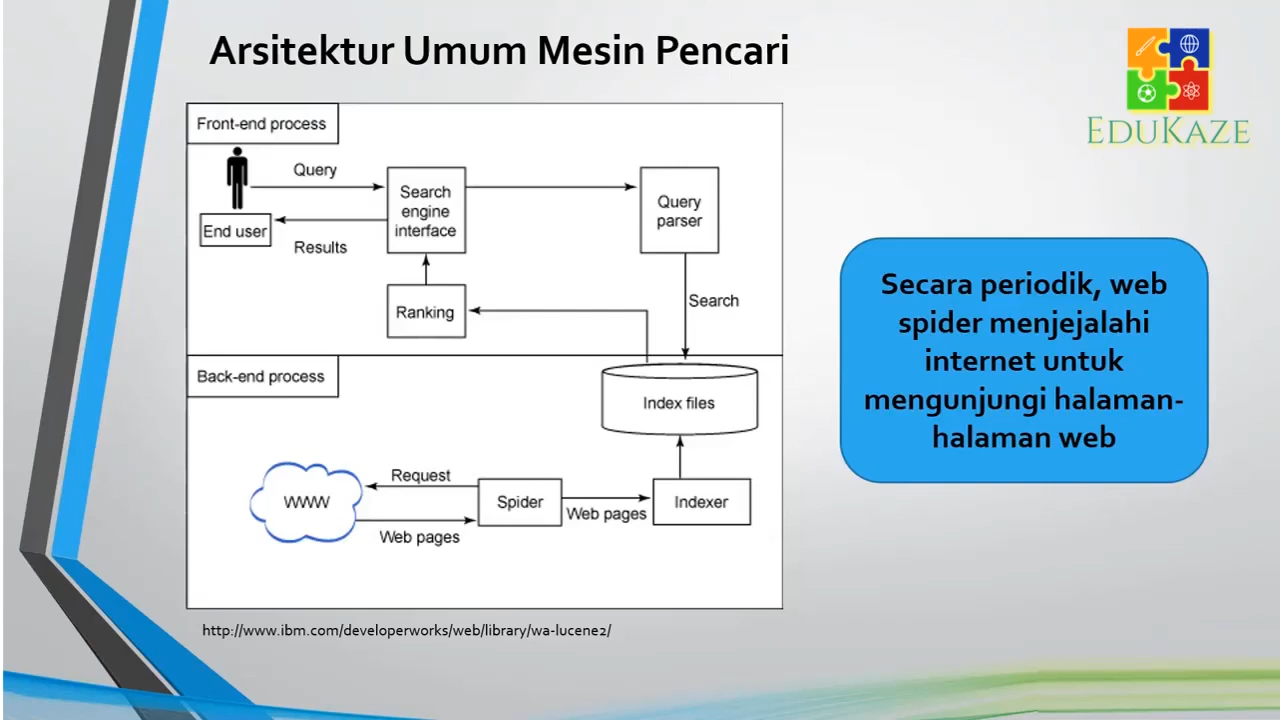 Arsitektur Umum Mesin Pencari
EDUKAZE
Front-end process
Query
Search
engine
interface
Query
parser
End user
Results
Ranking
Search
Back-end process
Index files
WWW
Request
Web pages
Spider
Web pages
Indexer
http://www.ibm.com/developerworks/web/library/wa-lucene2/
Secara periodik, web
spider menjejalahi
internet untuk
mengunjungi halaman-
halaman web